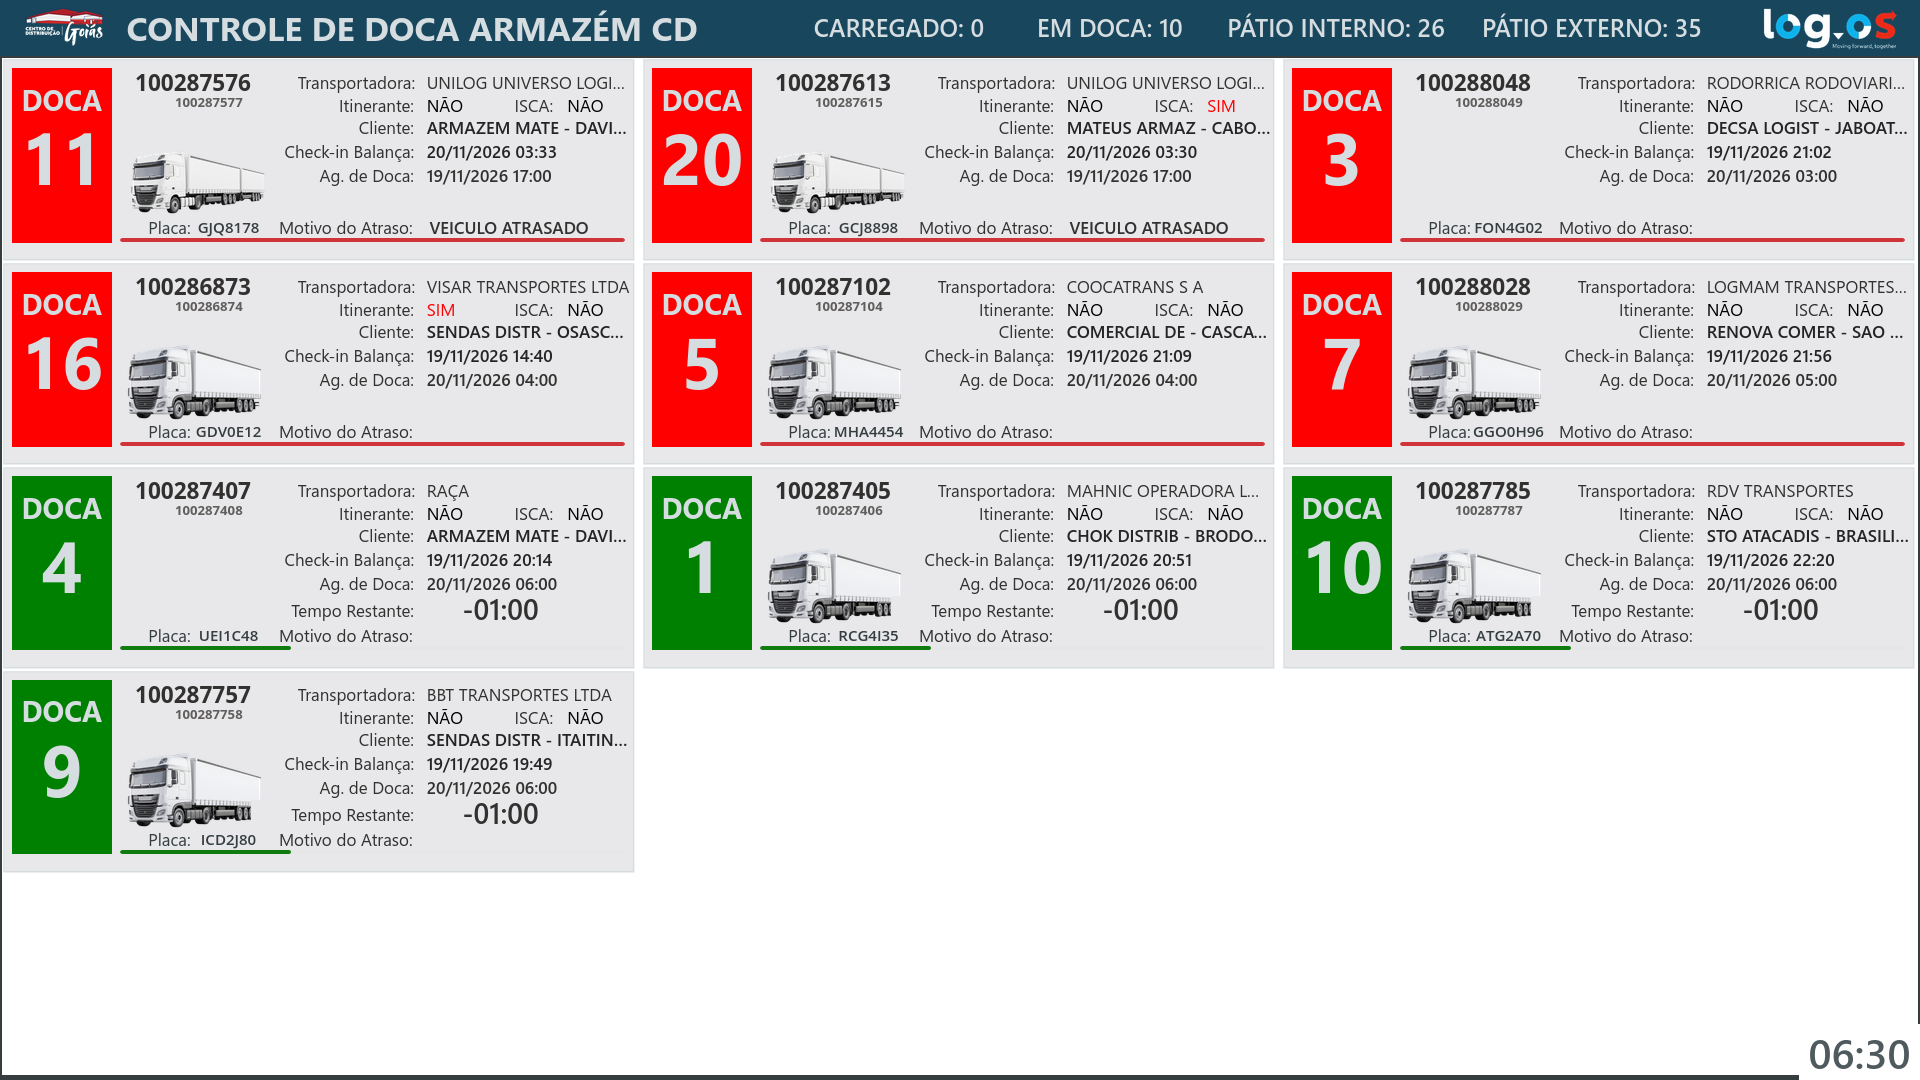 CENTRO DE DISTRIBUIÇÃO Goiás
CONTROLE DE DOCA ARMAZÉM CD
CARREGADO: 0 EM DOCA: 10 PÁTIO INTERNO: 26 PÁTIO EXTERNO: 35
log.os
Moving forward, together
DOCA
11
100287576
100287577
Transportadora: UNILOG UNIVERSO LOGI...
Itinerante: NÃO ISCA: NÃO
Cliente: ARMAZEM MATE - DAVI...
Check-in Balança: 20/11/2026 03:33
Ag. de Doca: 19/11/2026 17:00
Placa: GJQ8178 Motivo do Atraso: VEICULO ATRASADO
DOCA
20
100287613
100287615
Transportadora: UNILOG UNIVERSO LOGI...
Itinerante: NÃO ISCA: SIM
Cliente: MATEUS ARMAZ - CABO...
Check-in Balança: 20/11/2026 03:30
Ag. de Doca: 19/11/2026 17:00
Placa: GCJ8898 Motivo do Atraso: VEICULO ATRASADO
DOCA
3
100288048
100288049
Transportadora: RODORRICA RODOVIARI...
Itinerante: NÃO ISCA: NÃO
Cliente: DECSA LOGIST - JABOAT...
Check-in Balança: 19/11/2026 21:02
Ag. de Doca: 20/11/2026 03:00
Placa: FON4G02 Motivo do Atraso:
DOCA
16
100286873
100286874
Transportadora: VISAR TRANSPORTES LTDA
Itinerante: SIM ISCA: NÃO
Cliente: SENDAS DISTR - OSASC...
Check-in Balança: 19/11/2026 14:40
Ag. de Doca: 20/11/2026 04:00
Placa: GDV0E12 Motivo do Atraso:
DOCA
5
100287102
100287104
Transportadora: COOCATRANS S A
Itinerante: NÃO ISCA: NÃO
Cliente: COMERCIAL DE - CASCA...
Check-in Balança: 19/11/2026 21:09
Ag. de Doca: 20/11/2026 04:00
Placa: MHA4454 Motivo do Atraso:
DOCA
7
100288028
100288029
Transportadora: LOGMAM TRANSPORTES...
Itinerante: NÃO ISCA: NÃO
Cliente: RENOVA COMER - SAO ...
Check-in Balança: 19/11/2026 21:56
Ag. de Doca: 20/11/2026 05:00
Placa: GGO0H96 Motivo do Atraso:
DOCA
4
100287407
100287408
Transportadora: RAÇA
Itinerante: NÃO ISCA: NÃO
Cliente: ARMAZEM MATE - DAVI...
Check-in Balança: 19/11/2026 20:14
Ag. de Doca: 20/11/2026 06:00
Tempo Restante: -01:00
Placa: UEI1C48 Motivo do Atraso:
DOCA
1
100287405
100287406
Transportadora: MAHNIC OPERADORA L...
Itinerante: NÃO ISCA: NÃO
Cliente: CHOK DISTRIB - BRODO...
Check-in Balança: 19/11/2026 20:51
Ag. de Doca: 20/11/2026 06:00
Tempo Restante: -01:00
Placa: RCG4I35 Motivo do Atraso:
DOCA
10
100287785
100287787
Transportadora: RDV TRANSPORTES
Itinerante: NÃO ISCA: NÃO
Cliente: STO ATACADIS - BRASILI...
Check-in Balança: 19/11/2026 22:20
Ag. de Doca: 20/11/2026 06:00
Tempo Restante: -01:00
Placa: ATG2A70 Motivo do Atraso:
DOCA
9
100287757
100287758
Transportadora: BBT TRANSPORTES LTDA
Itinerante: NÃO ISCA: NÃO
Cliente: SENDAS DISTR - ITAITIN...
Check-in Balança: 19/11/2026 19:49
Ag. de Doca: 20/11/2026 06:00
Tempo Restante: -01:00
Placa: ICD2J80 Motivo do Atraso:
06:30